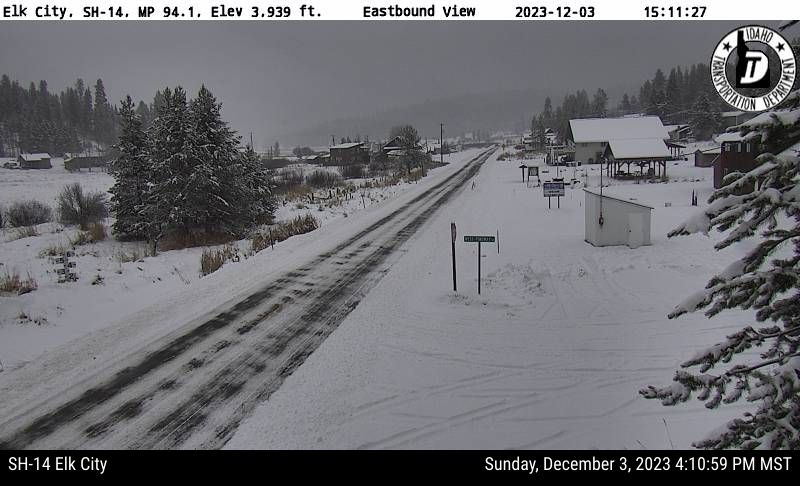 Elk City, SH-14, MP 94.1, Elev 3,939 ft. Eastbound View 2023-12-03 15:11:27
IDAHO
TRANSPORTATION DEPARTMENT
SH-14 Elk City
Sunday, December 3, 2023 4:10:59 PM MST